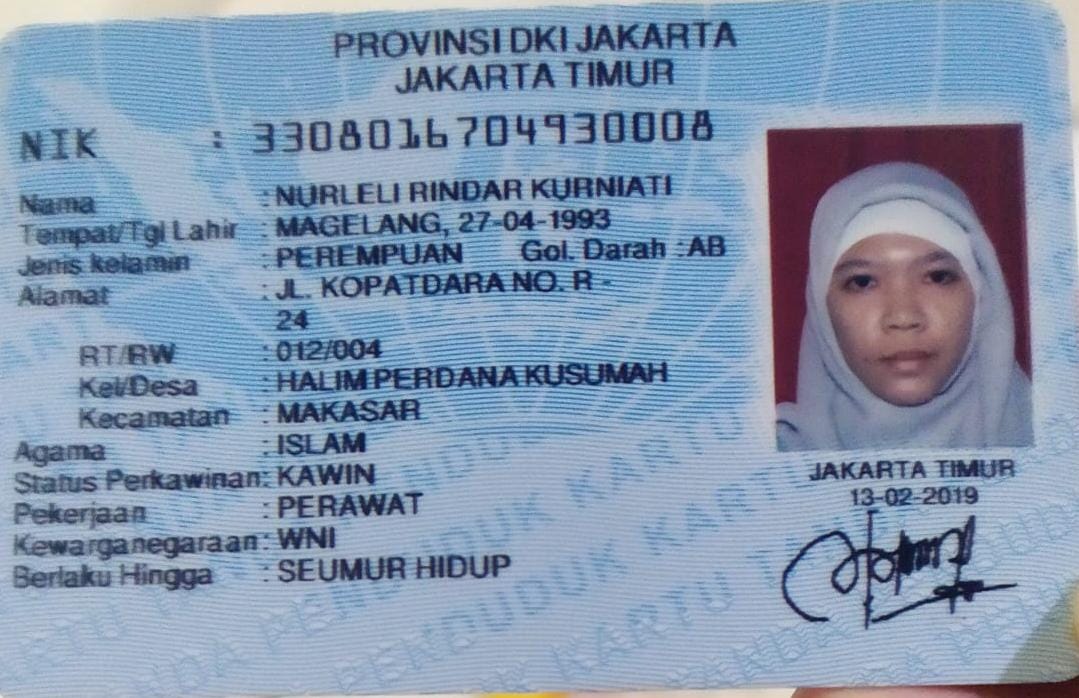 PROVINSI DKI JAKARTA
JAKARTA TIMUR
NIK : 3308016704930008
Nama : NURLELI RINDAR KURNIATI
Tempat/Tgl Lahir : MAGELANG, 27-04-1993
Jenis kelamin : PEREMPUAN Gol. Darah : AB
Alamat : JL. KOPATDARA NO. R -
24
RT/RW : 012/004
Kel/Desa : HALIM PERDANA KUSUMAH
Kecamatan : MAKASAR
Agama : ISLAM
Status Perkawinan: KAWIN
Pekerjaan : PERAWAT
Kewarganegaraan: WNI
Berlaku Hingga : SEUMUR HIDUP
JAKARTA TIMUR
13-02-2019